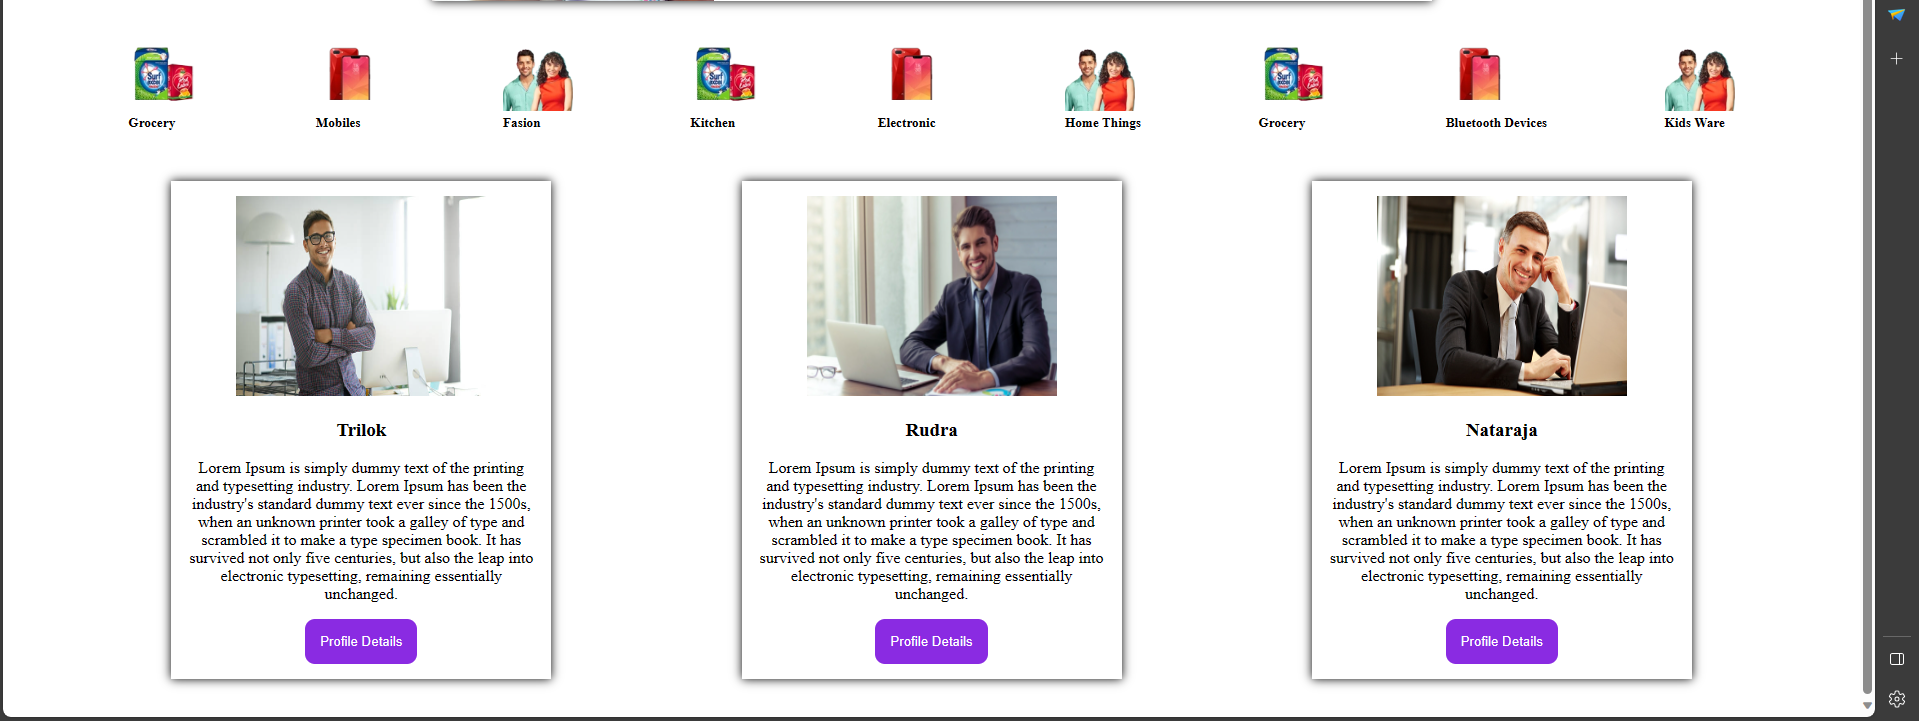 Grocery Mobiles Fasion Kitchen Electronic Home Things Grocery Bluetooth Devices Kids Ware
Trilok
Lorem Ipsum is simply dummy text of the printing
and typesetting industry. Lorem Ipsum has been the
industry's standard dummy text ever since the 1500s,
when an unknown printer took a galley of type and
scrambled it to make a type specimen book. It has
survived not only five centuries, but also the leap into
electronic typesetting, remaining essentially
unchanged.
Profile Details
Rudra
Lorem Ipsum is simply dummy text of the printing
and typesetting industry. Lorem Ipsum has been the
industry's standard dummy text ever since the 1500s,
when an unknown printer took a galley of type and
scrambled it to make a type specimen book. It has
survived not only five centuries, but also the leap into
electronic typesetting, remaining essentially
unchanged.
Profile Details
Nataraja
Lorem Ipsum is simply dummy text of the printing
and typesetting industry. Lorem Ipsum has been the
industry's standard dummy text ever since the 1500s,
when an unknown printer took a galley of type and
scrambled it to make a type specimen book. It has
survived not only five centuries, but also the leap into
electronic typesetting, remaining essentially
unchanged.
Profile Details